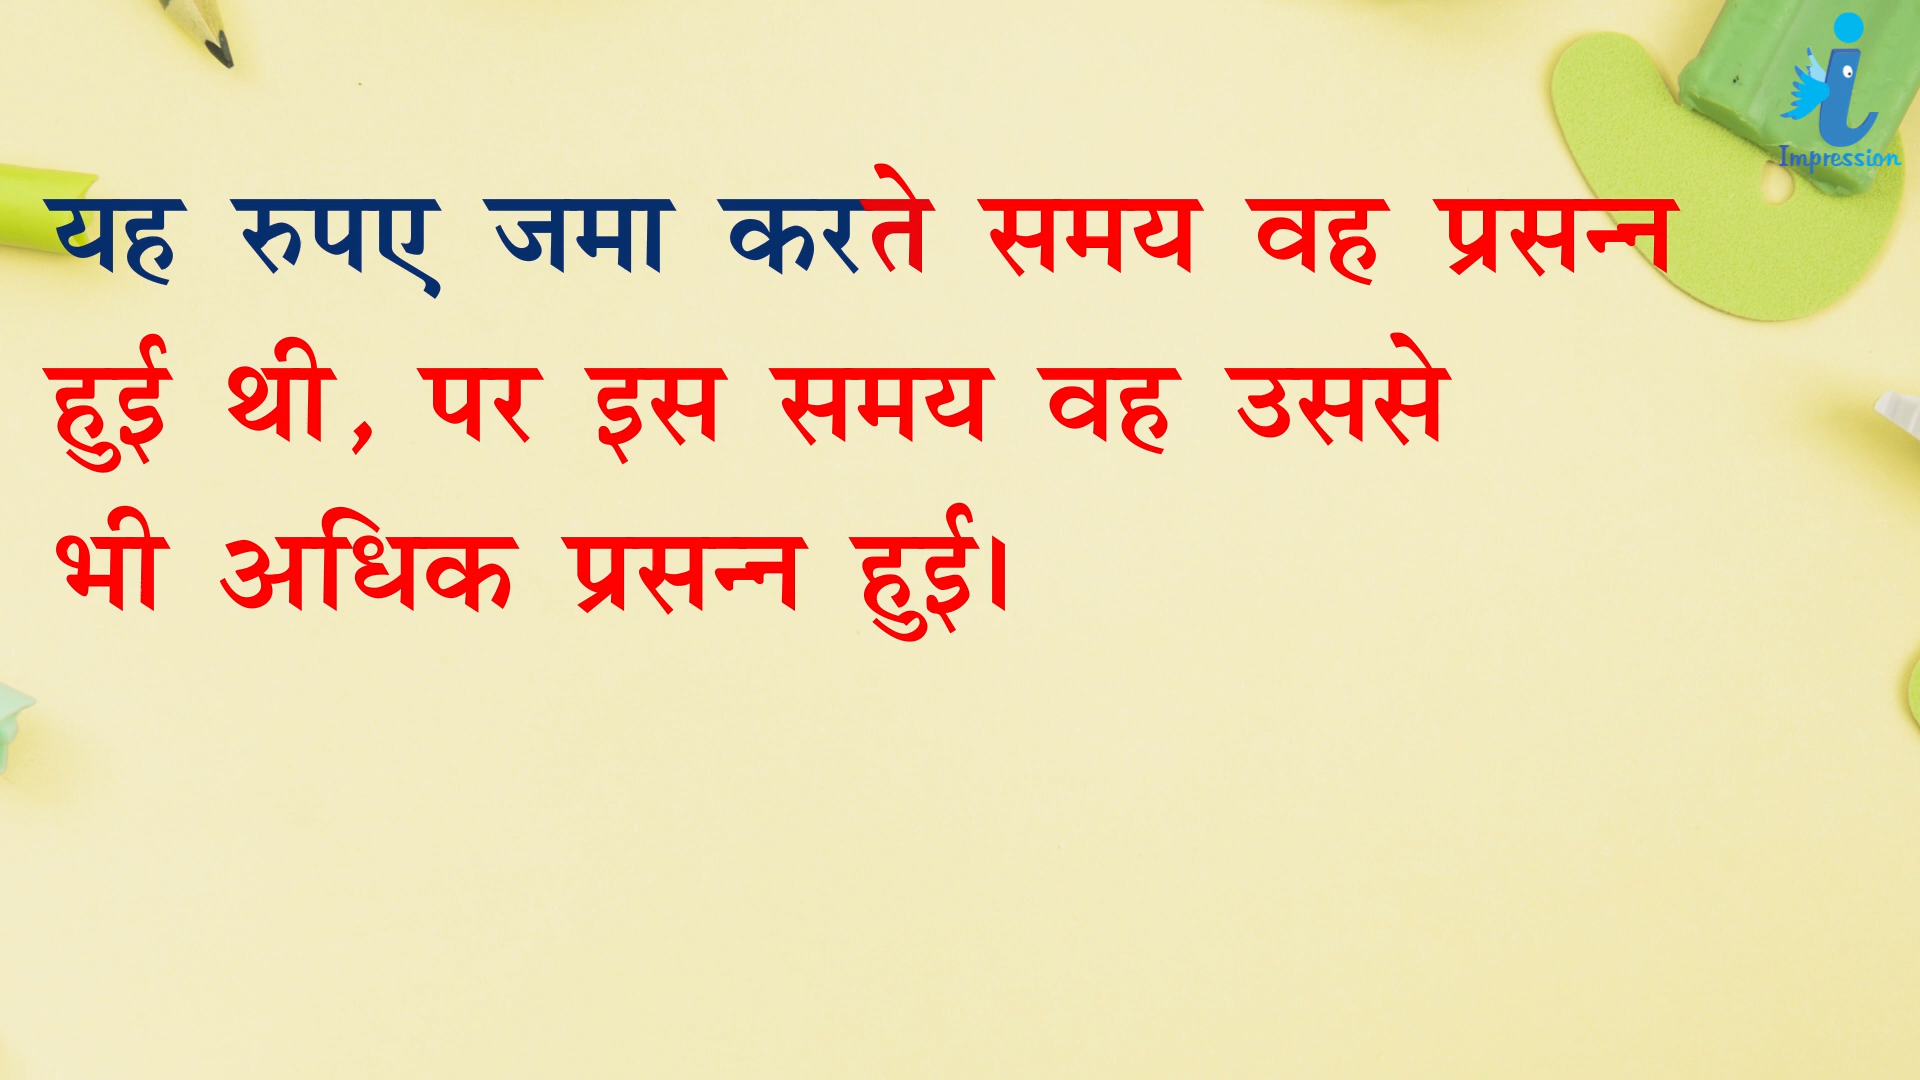 Impression
यह रुपए जमा करते समय वह प्रसन्न
हुई थी, पर इस समय वह उससे
भी अधिक प्रसन्न हुई।